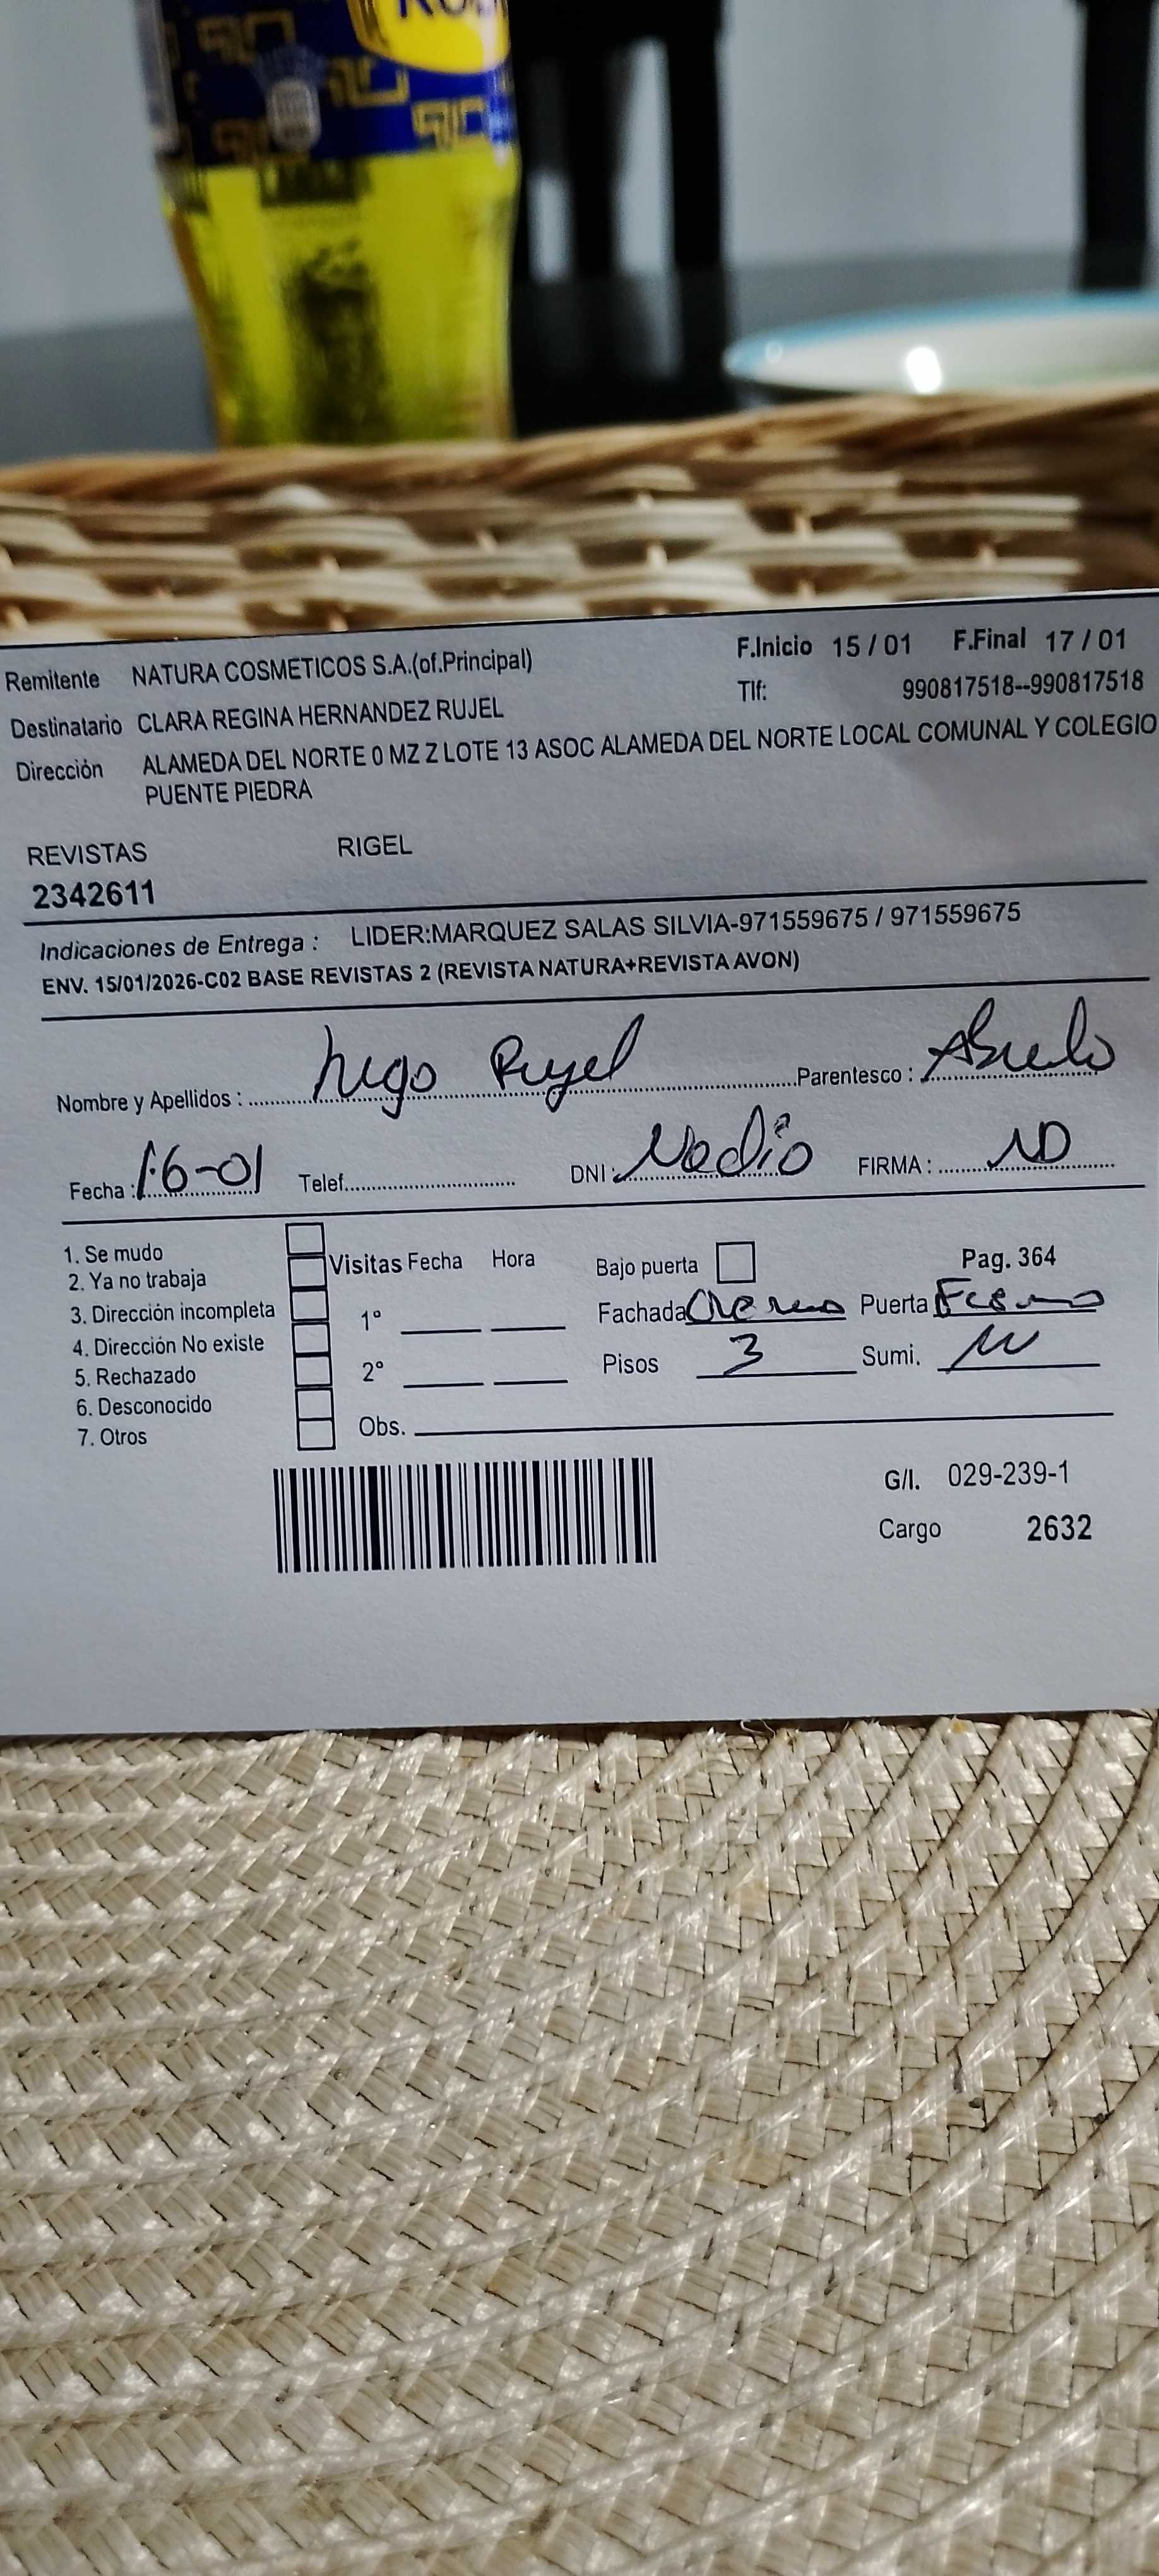 Remitente NATURA COSMETICOS S.A.(of.Principal) F.Inicio 15 / 01 F.Final 17 / 01
Tlf: 990817518--990817518
Destinatario CLARA REGINA HERNANDEZ RUJEL
Dirección ALAMEDA DEL NORTE 0 MZ Z LOTE 13 ASOC ALAMEDA DEL NORTE LOCAL COMUNAL Y COLEGIO
PUENTE PIEDRA
REVISTAS RIGEL
2342611
Indicaciones de Entrega : LIDER:MARQUEZ SALAS SILVIA-971559675 / 971559675
ENV. 15/01/2026-C02 BASE REVISTAS 2 (REVISTA NATURA+REVISTA AVON)
Nombre y Apellidos : Hugo Rujel Parentesco : Abuelo
Fecha : 16-01 Telef. DNI : No dio FIRMA : ND
1. Se mudo
2. Ya no trabaja
3. Dirección incompleta
4. Dirección No existe
5. Rechazado
6. Desconocido
7. Otros
Visitas Fecha Hora
1°
2°
Obs.
Bajo puerta Pag. 364
Fachada Puerta
Pisos 3 Sumi.
G/I. 029-239-1
Cargo 2632